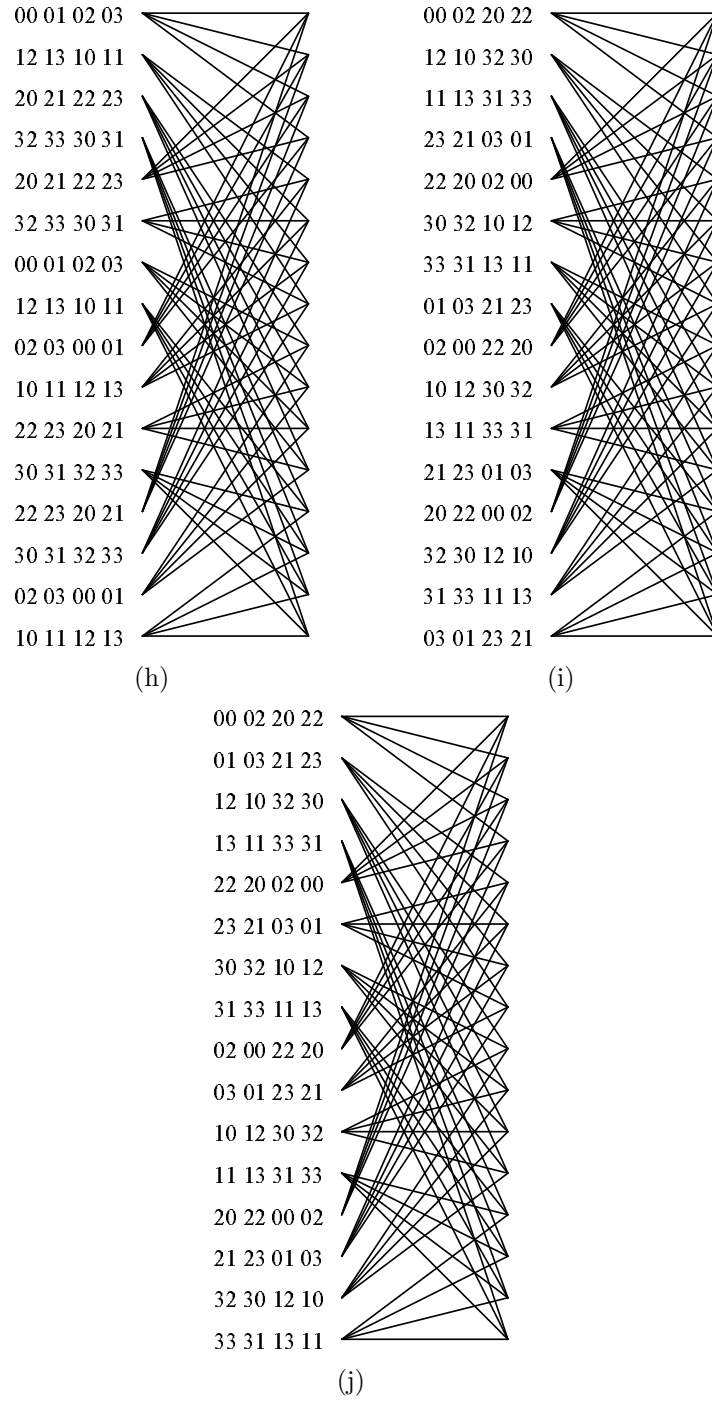 00 01 02 03
12 13 10 11
20 21 22 23
32 33 30 31
20 21 22 23
32 33 30 31
00 01 02 03
12 13 10 11
02 03 00 01
10 11 12 13
22 23 20 21
30 31 32 33
22 23 20 21
30 31 32 33
02 03 00 01
10 11 12 13
(h)
00 02 20 22
12 10 32 30
11 13 31 33
23 21 03 01
22 20 02 00
30 32 10 12
33 31 13 11
01 03 21 23
02 00 22 20
10 12 30 32
13 11 33 31
21 23 01 03
20 22 00 02
32 30 12 10
31 33 11 13
03 01 23 21
(i)
00 02 20 22
01 03 21 23
12 10 32 30
13 11 33 31
22 20 02 00
23 21 03 01
30 32 10 12
31 33 11 13
02 00 22 20
03 01 23 21
10 12 30 32
11 13 31 33
20 22 00 02
21 23 01 03
32 30 12 10
33 31 13 11
(j)